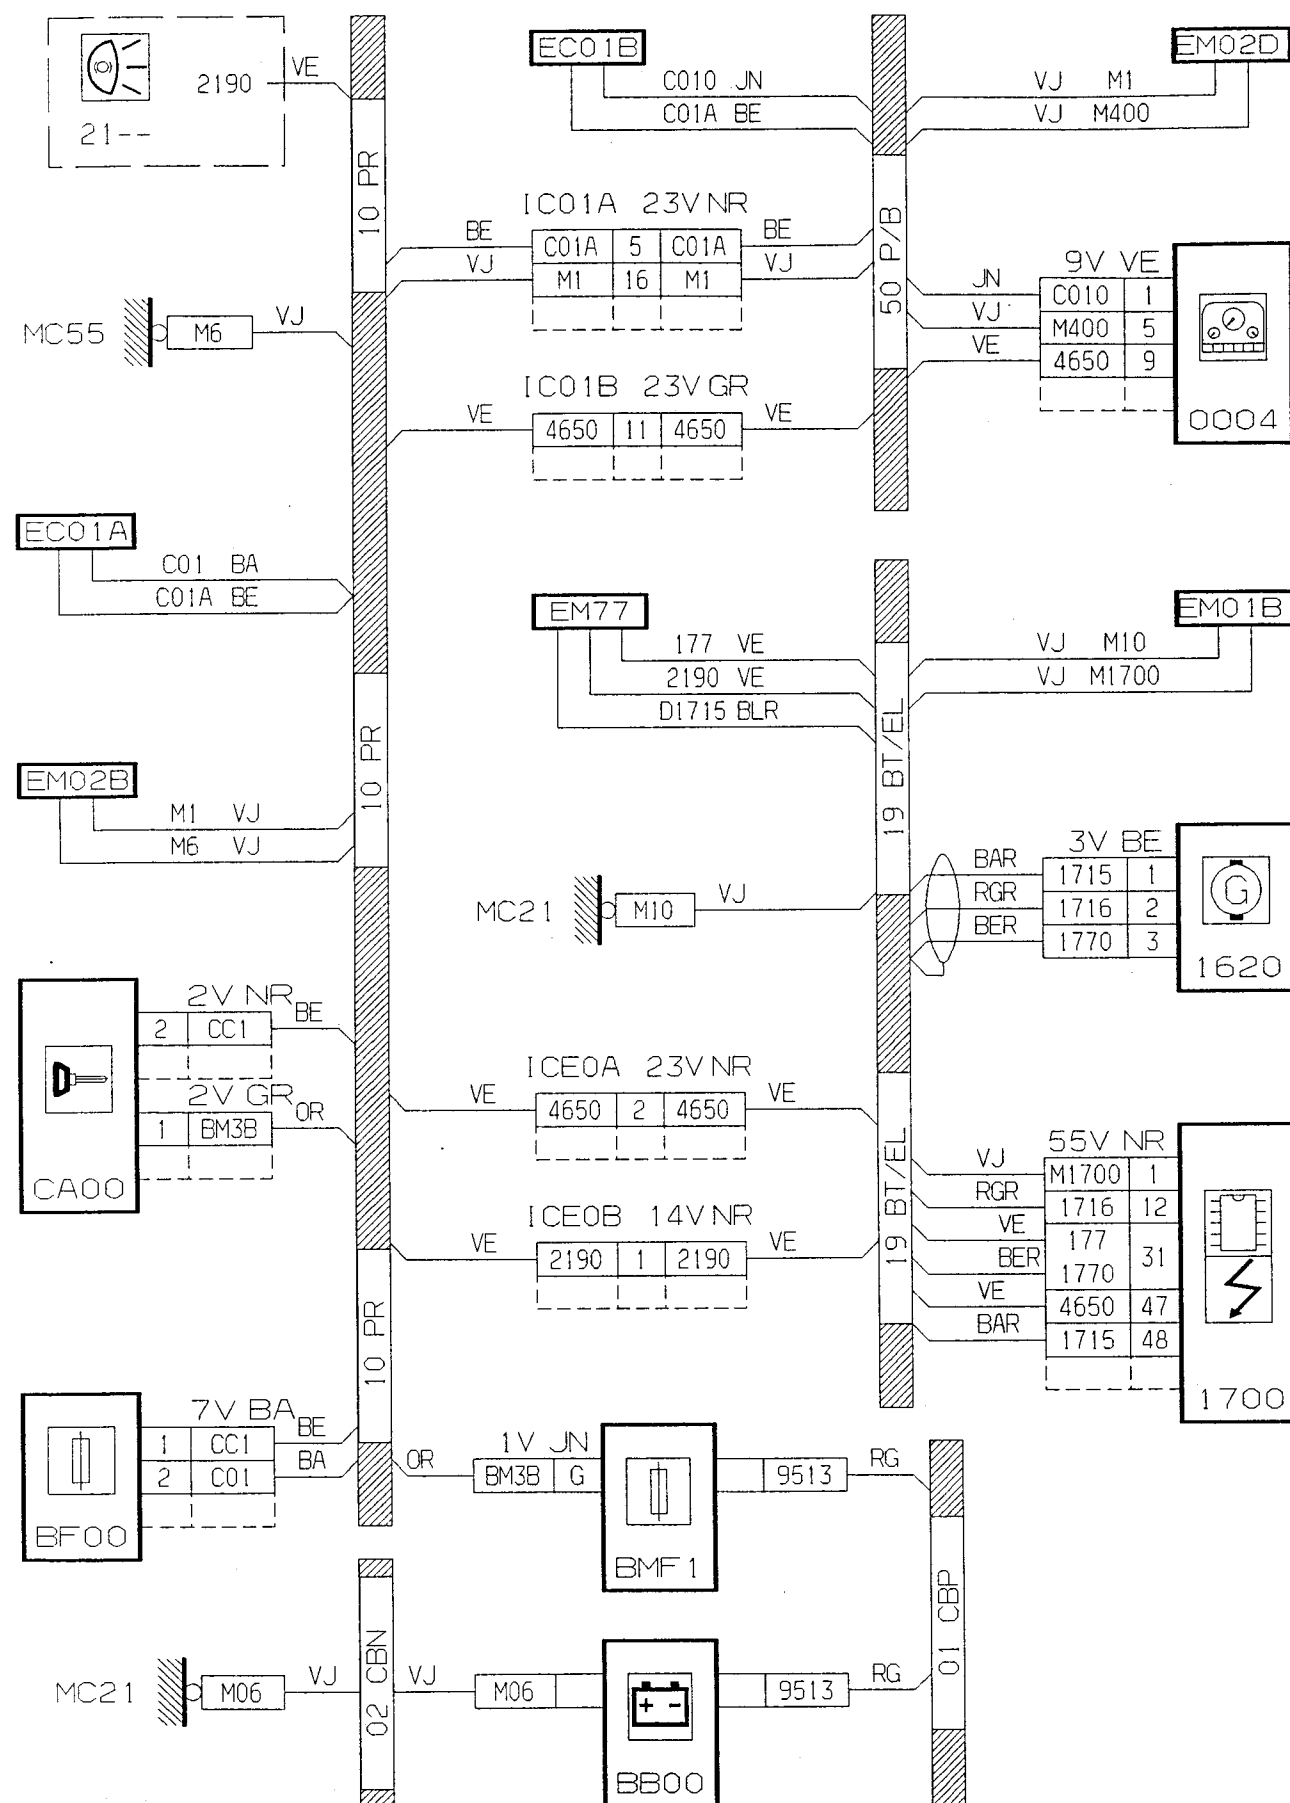 2190 VE
21--
10 PR
EC01B
C010 JN
C01A BE
EM02D
VJ M1
VJ M400
50 P/B
IC01A 23V NR
BE C01A 5 C01A BE
VJ M1 16 M1 VJ
9V VE
JN C010 1
VJ M400 5
VE 4650 9
0004
MC55 M6 VJ
IC01B 23V GR
VE 4650 11 4650 VE
EC01A
C01 BA
C01A BE
EM77
177 VE
2190 VE
D1715 BLR
EM01B
VJ M10
VJ M1700
10 PR
19 BT/EL
EM02B
M1 VJ
M6 VJ
3V BE
BAR 1715 1
RGR 1716 2
BER 1770 3
G
1620
MC21 M10 VJ
2V NR
2 CC1 BE
2V GR
1 BM3B OR
CA00
ICE0A 23V NR
VE 4650 2 4650 VE
19 BT/EL
55V NR
VJ M1700 1
RGR 1716 12
VE 177
31
BER 1770
VE 4650 47
BAR 1715 48
1700
ICE0B 14V NR
VE 2190 1 2190 VE
10 PR
7V BA
1 CC1 BE
2 C01 BA
BF00
1V JN
OR BM3B G
9513 RG
BMF1
01 CBP
02 CBN
MC21 M06 VJ
VJ M06
+ -
9513 RG
BB00